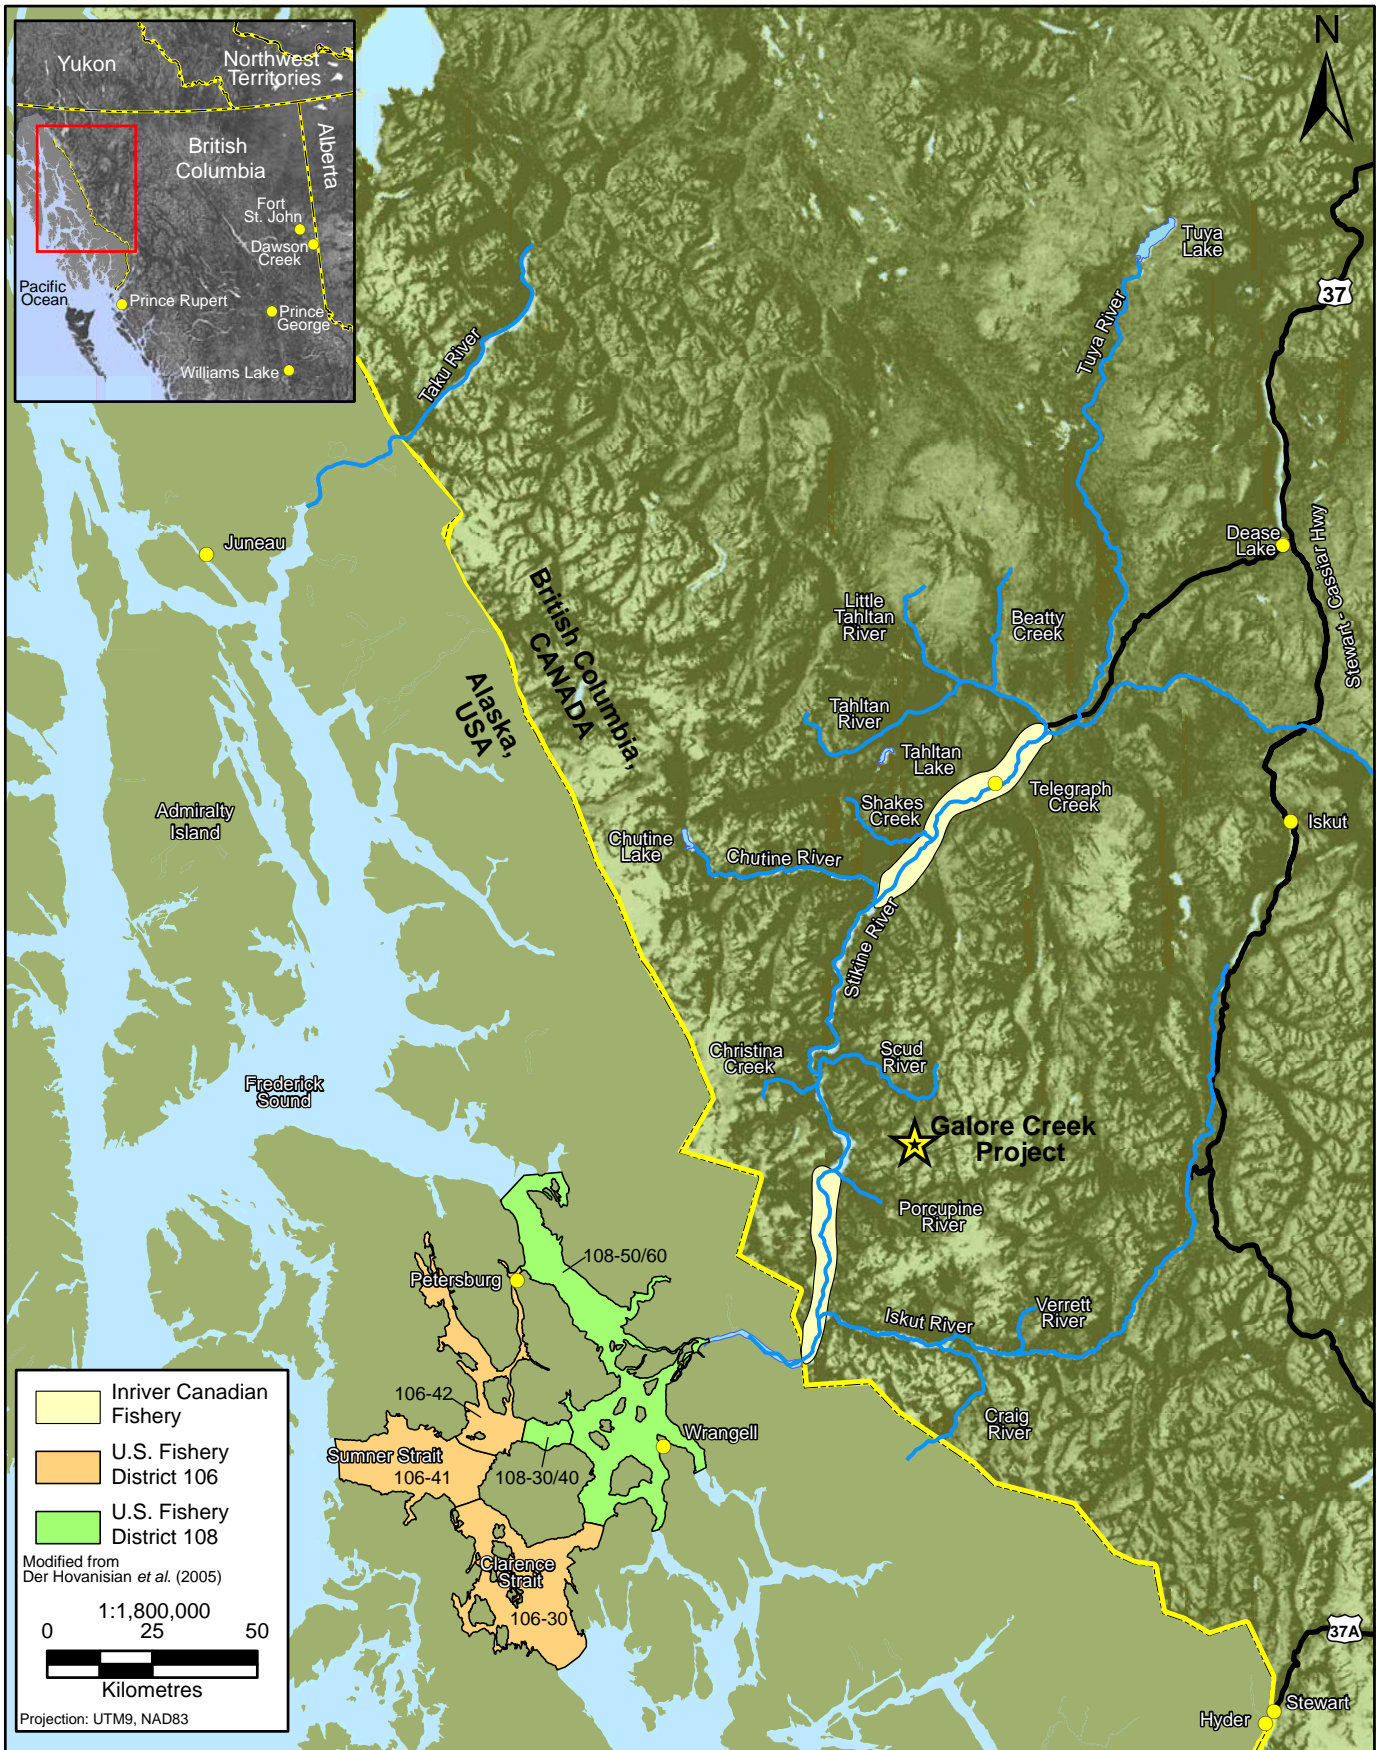 Yukon
Northwest
Territories
British
Columbia
Alberta
Fort
St. John
Dawson
Creek
Pacific
Ocean
Prince Rupert
Prince
George
Williams Lake
N
Tuya
Lake
37
Tuya River
Taku River
Juneau
Dease
Lake
Stewart - Cassiar Hwy
British Columbia,
CANADA
Alaska,
USA
Little
Tahltan
River
Beatty
Creek
Tahltan
River
Tahltan
Lake
Telegraph
Creek
Shakes
Creek
Iskut
Admiralty
Island
Chutine
Lake
Chutine River
Stikine River
Christina
Creek
Scud
River
Frederick
Sound
Galore Creek
Project
Porcupine
River
108-50/60
Petersburg
Iskut River
Verrett
River
106-42
Craig
River
Wrangell
Sumner Strait
106-41
108-30/40
Clarence
Strait
106-30
Inriver Canadian
Fishery
U.S. Fishery
District 106
U.S. Fishery
District 108
Modified from
Der Hovanisian et al. (2005)
1:1,800,000
0 25 50
Kilometres
Projection: UTM9, NAD83
37A
Stewart
Hyder